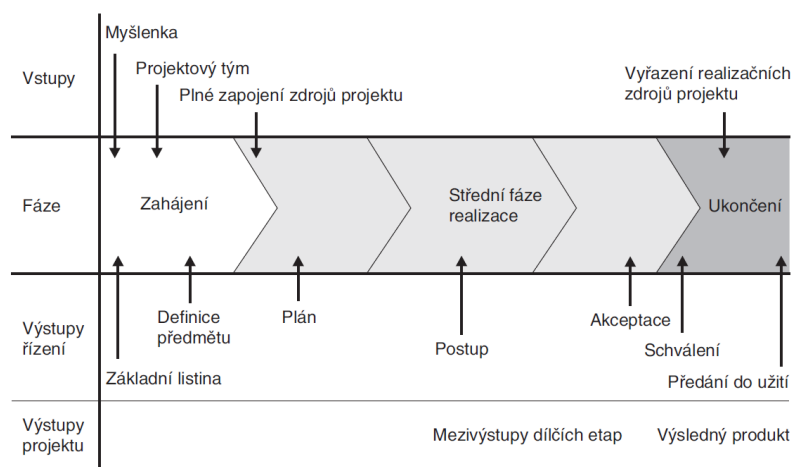 Myšlenka
Vstupy
Projektový tým
Plné zapojení zdrojů projektu
Vyřazení realizačních
zdrojů projektu
Fáze
Zahájení
Střední fáze
realizace
Ukončení
Výstupy
řízení
Základní listina
Definice
předmětu
Plán
Postup
Akceptace
Schválení
Předání do užití
Výstupy
projektu
Mezivýstupy dílčích etap
Výsledný produkt